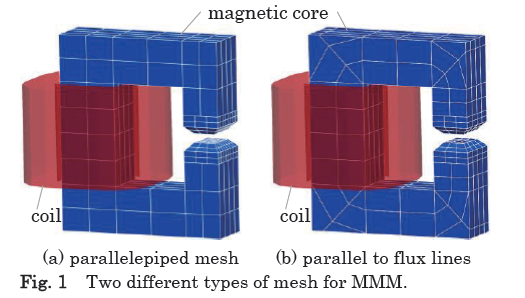 magnetic core
coil
coil
(a) parallelepiped mesh
(b) parallel to flux lines
Fig. 1 Two different types of mesh for MMM.